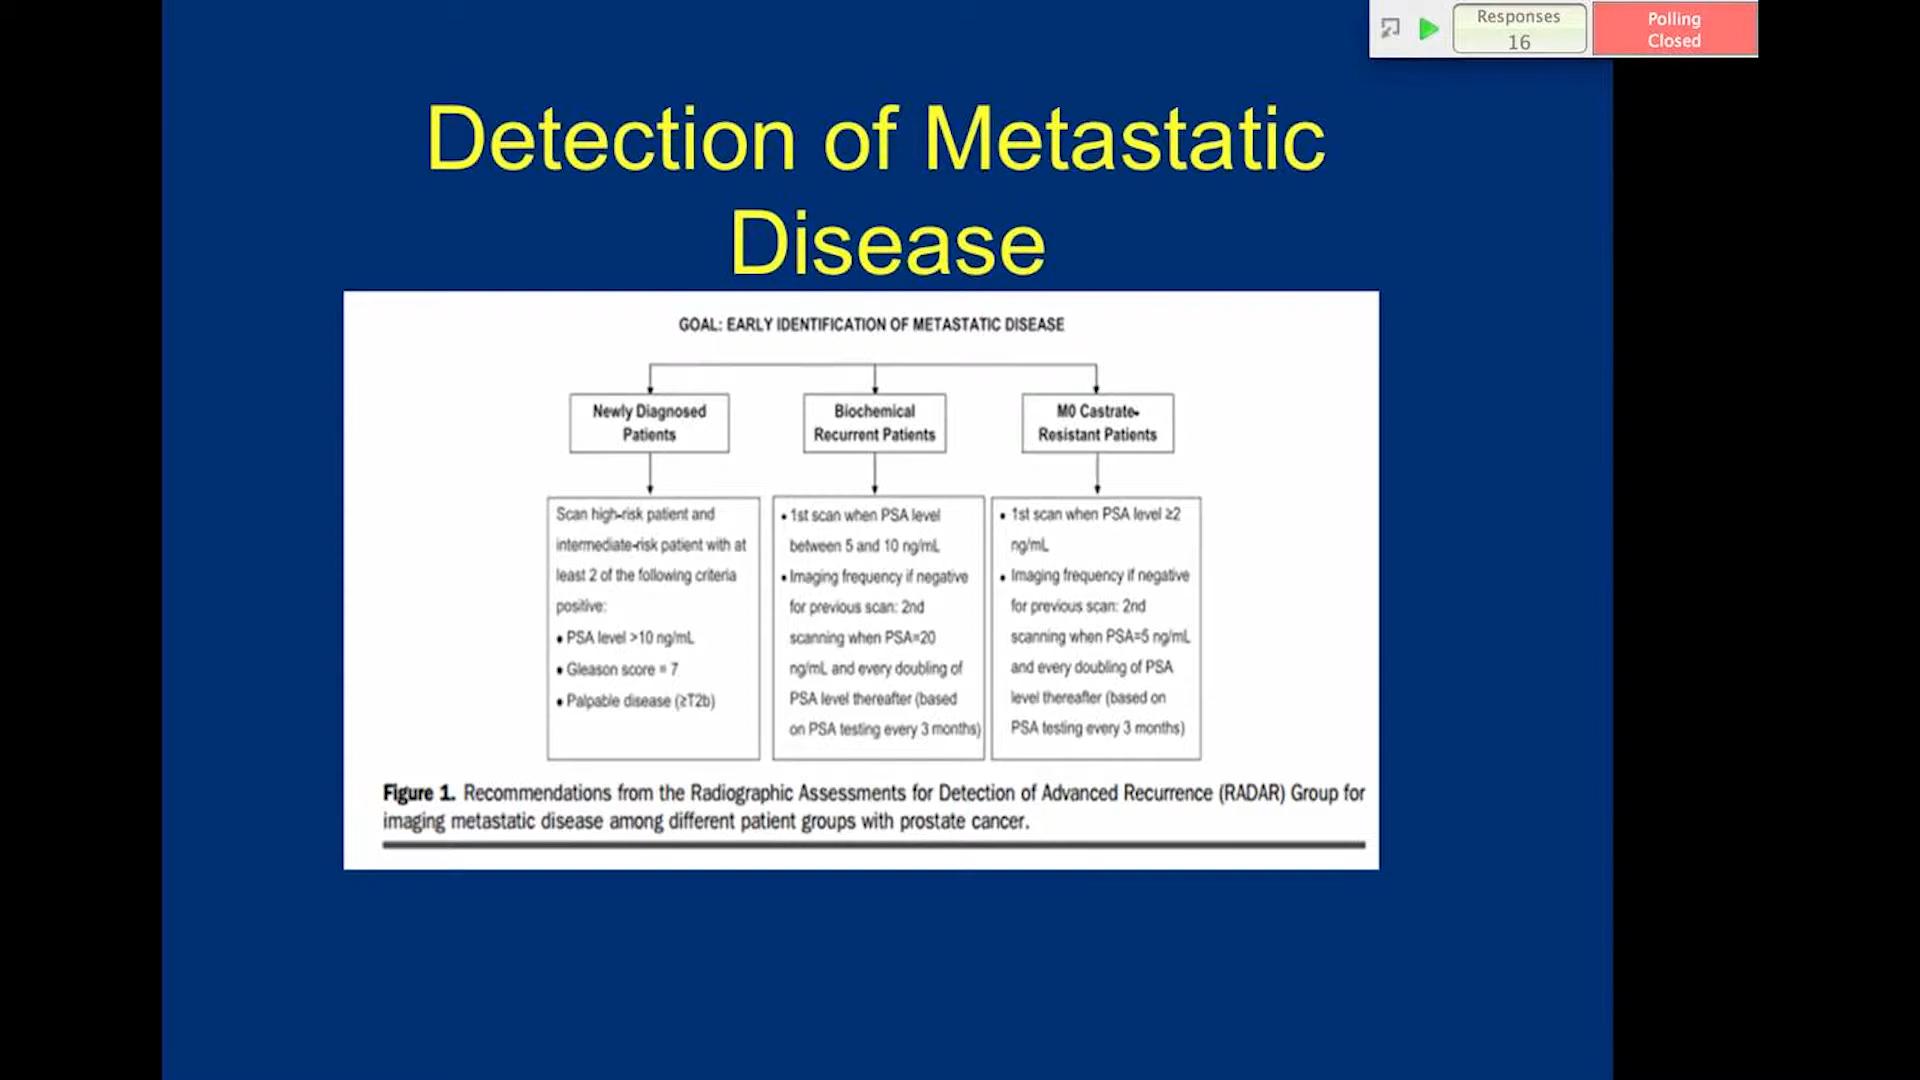 Responses
16
Polling
Closed
Detection of Metastatic
Disease
GOAL: EARLY IDENTIFICATION OF METASTATIC DISEASE
Newly Diagnosed
Patients
Biochemical
Recurrent Patients
M0 Castrate-
Resistant Patients
Scan high-risk patient and
intermediate-risk patient with at
least 2 of the following criteria
positive:
• PSA level >10 ng/mL
• Gleason score = 7
• Palpable disease (≥T2b)
• 1st scan when PSA level
between 5 and 10 ng/mL
• Imaging frequency if negative
for previous scan: 2nd
scanning when PSA=20
ng/mL and every doubling of
PSA level thereafter (based
on PSA testing every 3 months)
• 1st scan when PSA level ≥2
ng/mL
• Imaging frequency if negative
for previous scan: 2nd
scanning when PSA=5 ng/mL
and every doubling of PSA
level thereafter (based on
PSA testing every 3 months)
Figure 1. Recommendations from the Radiographic Assessments for Detection of Advanced Recurrence (RADAR) Group for
imaging metastatic disease among different patient groups with prostate cancer.